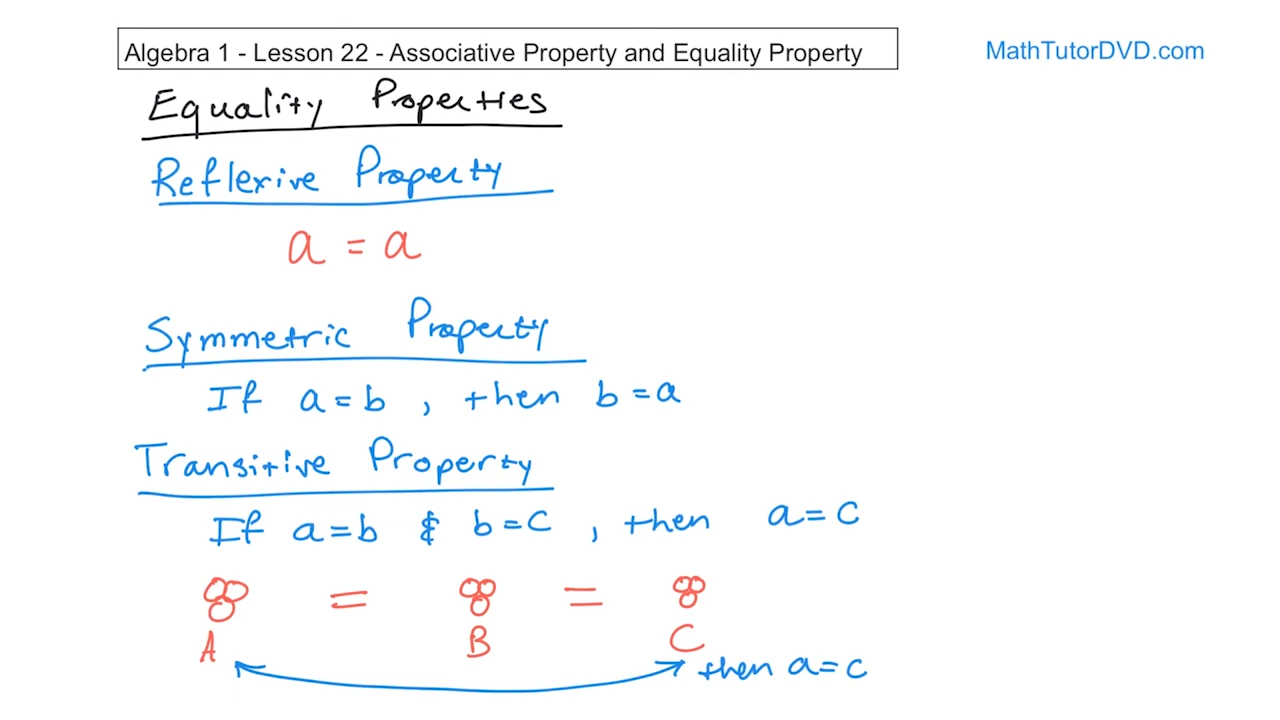 Algebra 1 - Lesson 22 - Associative Property and Equality Property
MathTutorDVD.com
Equality Properties
Reflexive Property
a = a
Symmetric Property
If a = b , then b = a
Transitive Property
If a = b & b = c , then a = c
= =
A B C
then a = c